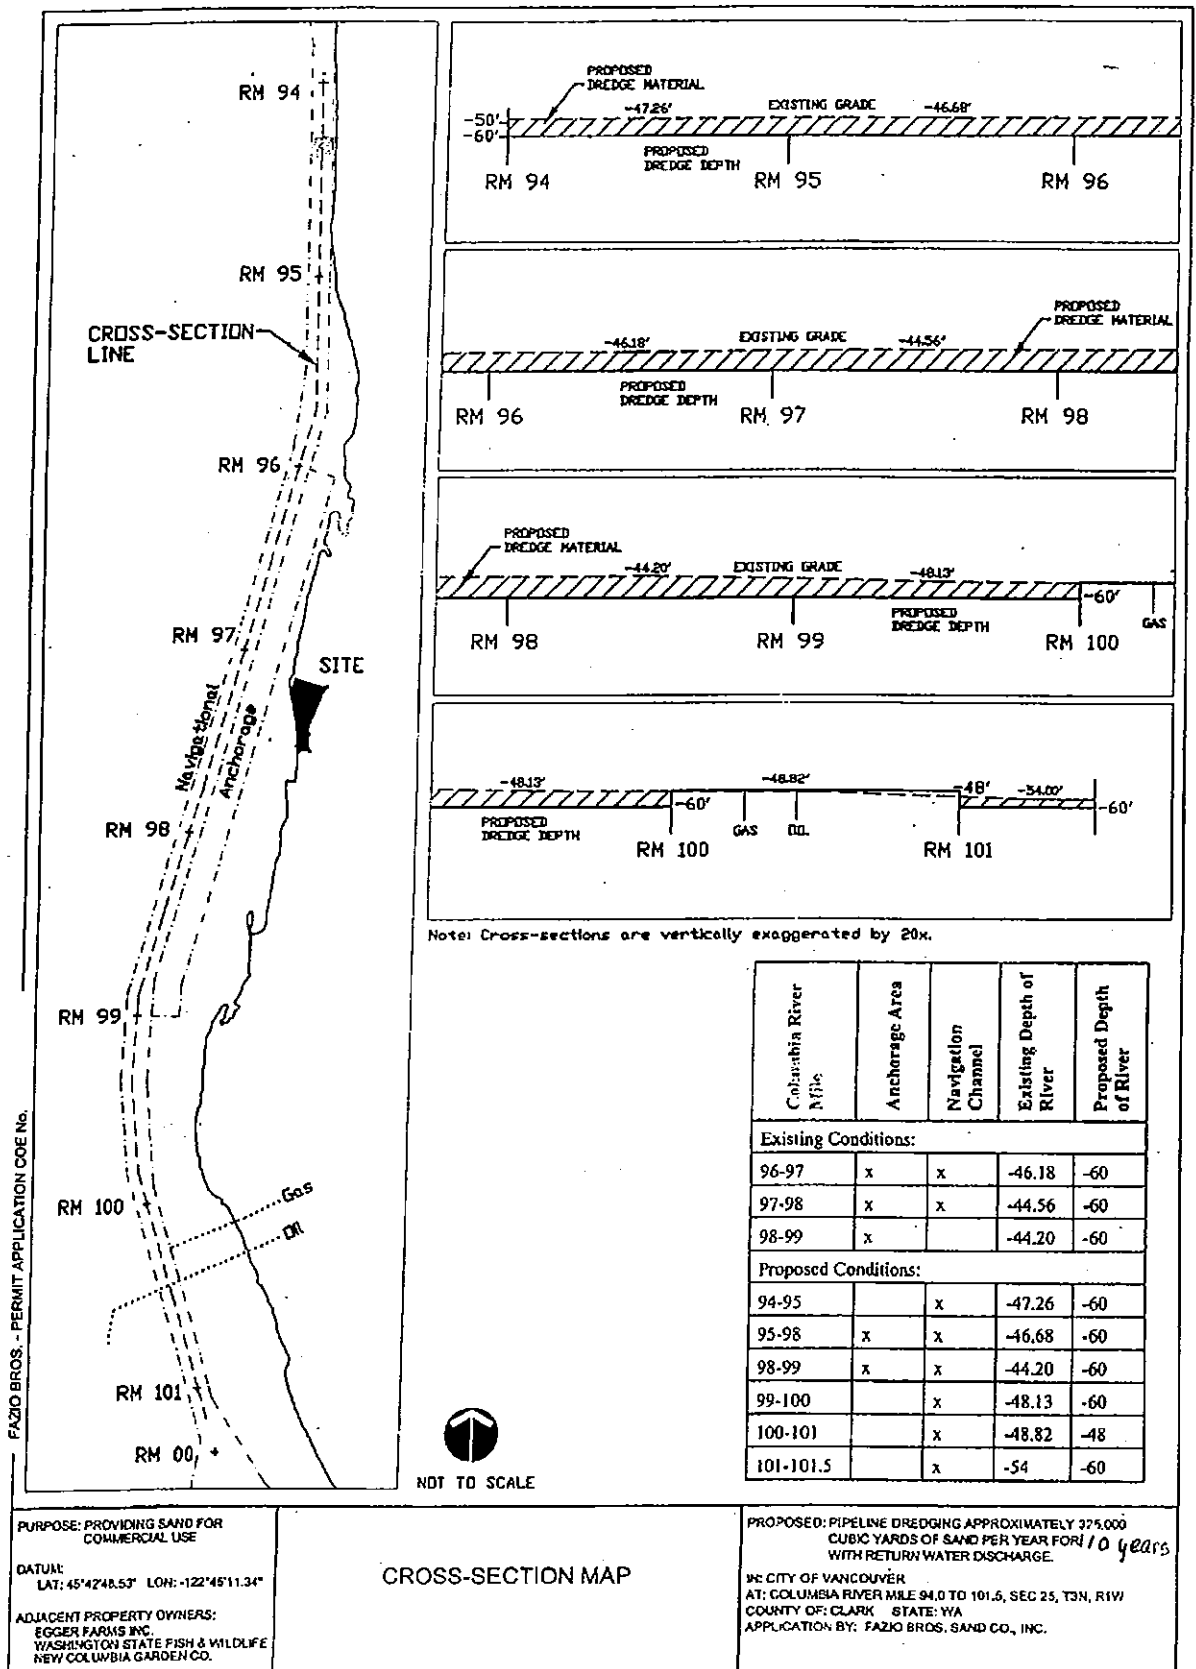 RM 94
RM 95
CROSS-SECTION
LINE
RM 96
RM 97
SITE
Navigational
Anchorage
RM 98
RM 99
RM 100
Gas
Oil
RM 101
RM 00
NOT TO SCALE
FAZIO BROS. - PERMIT APPLICATION COE No.
PROPOSED
DREDGE MATERIAL
-47.26'
EXISTING GRADE
-46.68'
-50'
-60'
PROPOSED
DREDGE DEPTH
RM 94
RM 95
RM 96
PROPOSED
DREDGE MATERIAL
-46.18'
EXISTING GRADE
-44.56'
PROPOSED
DREDGE DEPTH
RM 96
RM 97
RM 98
PROPOSED
DREDGE MATERIAL
-44.20'
EXISTING GRADE
-48.13'
-60'
PROPOSED
DREDGE DEPTH
GAS
RM 98
RM 99
RM 100
-48.13'
-48.82'
-48'
-54.00'
-60'
-60'
PROPOSED
DREDGE DEPTH
GAS
OIL
RM 100
RM 101
Note: Cross-sections are vertically exaggerated by 20x.
Columbia River Mile | Anchorage Area | Navigation Channel | Existing Depth of River | Proposed Depth of River
Existing Conditions:
96-97 x x -46.18 -60
97-98 x x -44.56 -60
98-99 x -44.20 -60
Proposed Conditions:
94-95 x -47.26 -60
95-98 x x -46.68 -60
98-99 x x -44.20 -60
99-100 x -48.13 -60
100-101 x -48.82 -48
101-101.5 x -54 -60
PURPOSE: PROVIDING SAND FOR
COMMERCIAL USE
DATUM:
LAT: 45°42'48.53" LON: -122°45'11.34"
ADJACENT PROPERTY OWNERS:
EGGER FARMS INC.
WASHINGTON STATE FISH & WILDLIFE
NEW COLUMBIA GARDEN CO.
CROSS-SECTION MAP
PROPOSED: PIPELINE DREDGING APPROXIMATELY 375,000
CUBIC YARDS OF SAND PER YEAR FOR 10 years
WITH RETURN WATER DISCHARGE.
IN: CITY OF VANCOUVER
AT: COLUMBIA RIVER MILE 94.0 TO 101.5, SEC 25, T3N, R1W
COUNTY OF: CLARK STATE: WA
APPLICATION BY: FAZIO BROS. SAND CO., INC.